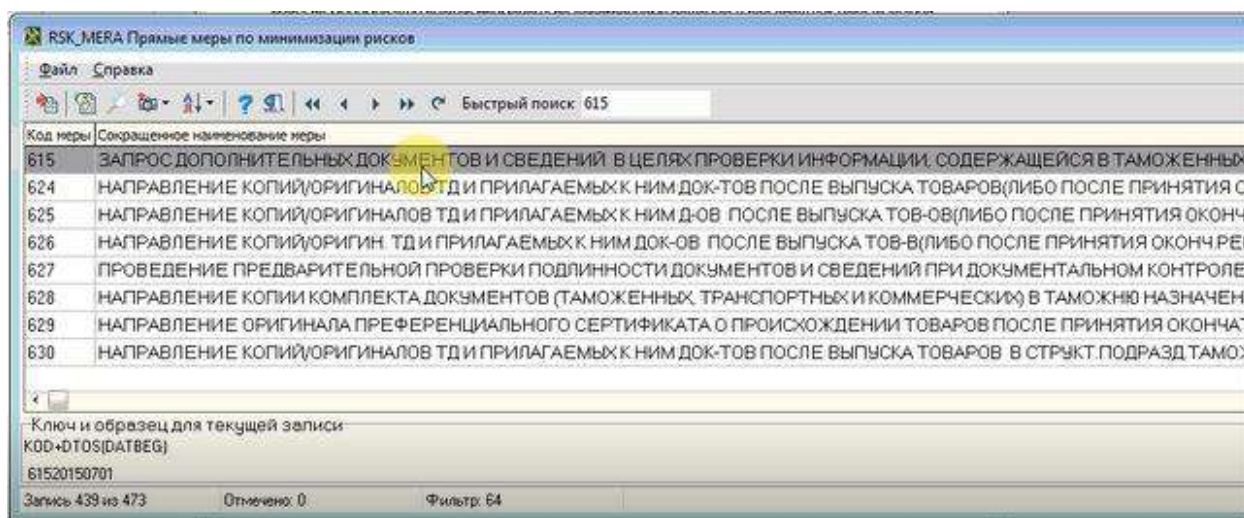 RSK_MERA Прямые меры по минимизации рисков
Файл Справка
Быстрый поиск: 615
Код меры Сокращенное наименование меры
615 ЗАПРОС ДОПОЛНИТЕЛЬНЫХ ДОКУМЕНТОВ И СВЕДЕНИЙ В ЦЕЛЯХ ПРОВЕРКИ ИНФОРМАЦИИ, СОДЕРЖАЩЕЙСЯ В ТАМОЖЕННЫХ
624 НАПРАВЛЕНИЕ КОПИЙ/ОРИГИНАЛОВ ТД И ПРИЛАГАЕМЫХ К НИМ ДОК-ТОВ ПОСЛЕ ВЫПУСКА ТОВАРОВ(ЛИБО ПОСЛЕ ПРИНЯТИЯ О
625 НАПРАВЛЕНИЕ КОПИЙ/ОРИГИНАЛОВ ТД И ПРИЛАГАЕМЫХ К НИМ Д-ОВ ПОСЛЕ ВЫПУСКА ТОВ-ОВ(ЛИБО ПОСЛЕ ПРИНЯТИЯ ОКОНЧ
626 НАПРАВЛЕНИЕ КОПИЙ/ОРИГИН. ТД И ПРИЛАГАЕМЫХ К НИМ ДОК-ОВ ПОСЛЕ ВЫПУСКА ТОВ-В(ЛИБО ПОСЛЕ ПРИНЯТИЯ ОКОНЧ.РЕ
627 ПРОВЕДЕНИЕ ПРЕДВАРИТЕЛЬНОЙ ПРОВЕРКИ ПОДЛИННОСТИ ДОКУМЕНТОВ И СВЕДЕНИЙ ПРИ ДОКУМЕНТАЛЬНОМ КОНТРОЛЕ
628 НАПРАВЛЕНИЕ КОПИИ КОМПЛЕКТА ДОКУМЕНТОВ (ТАМОЖЕННЫХ, ТРАНСПОРТНЫХ И КОММЕРЧЕСКИХ) В ТАМОЖНЮ НАЗНАЧЕН
629 НАПРАВЛЕНИЕ ОРИГИНАЛА ПРЕФЕРЕНЦИАЛЬНОГО СЕРТИФИКАТА О ПРОИСХОЖДЕНИИ ТОВАРОВ ПОСЛЕ ПРИНЯТИЯ ОКОНЧАТ
630 НАПРАВЛЕНИЕ КОПИЙ/ОРИГИНАЛОВ ТД И ПРИЛАГАЕМЫХ К НИМ ДОК-ТОВ ПОСЛЕ ВЫПУСКА ТОВАРОВ В СТРУКТ.ПОДРАЗД.ТАМО
Ключ и образец для текущей записи
KOD+DTOS(DATBEG)
61520150701
Запись 439 из 473 Отмечено: 0 Фильтр: 64